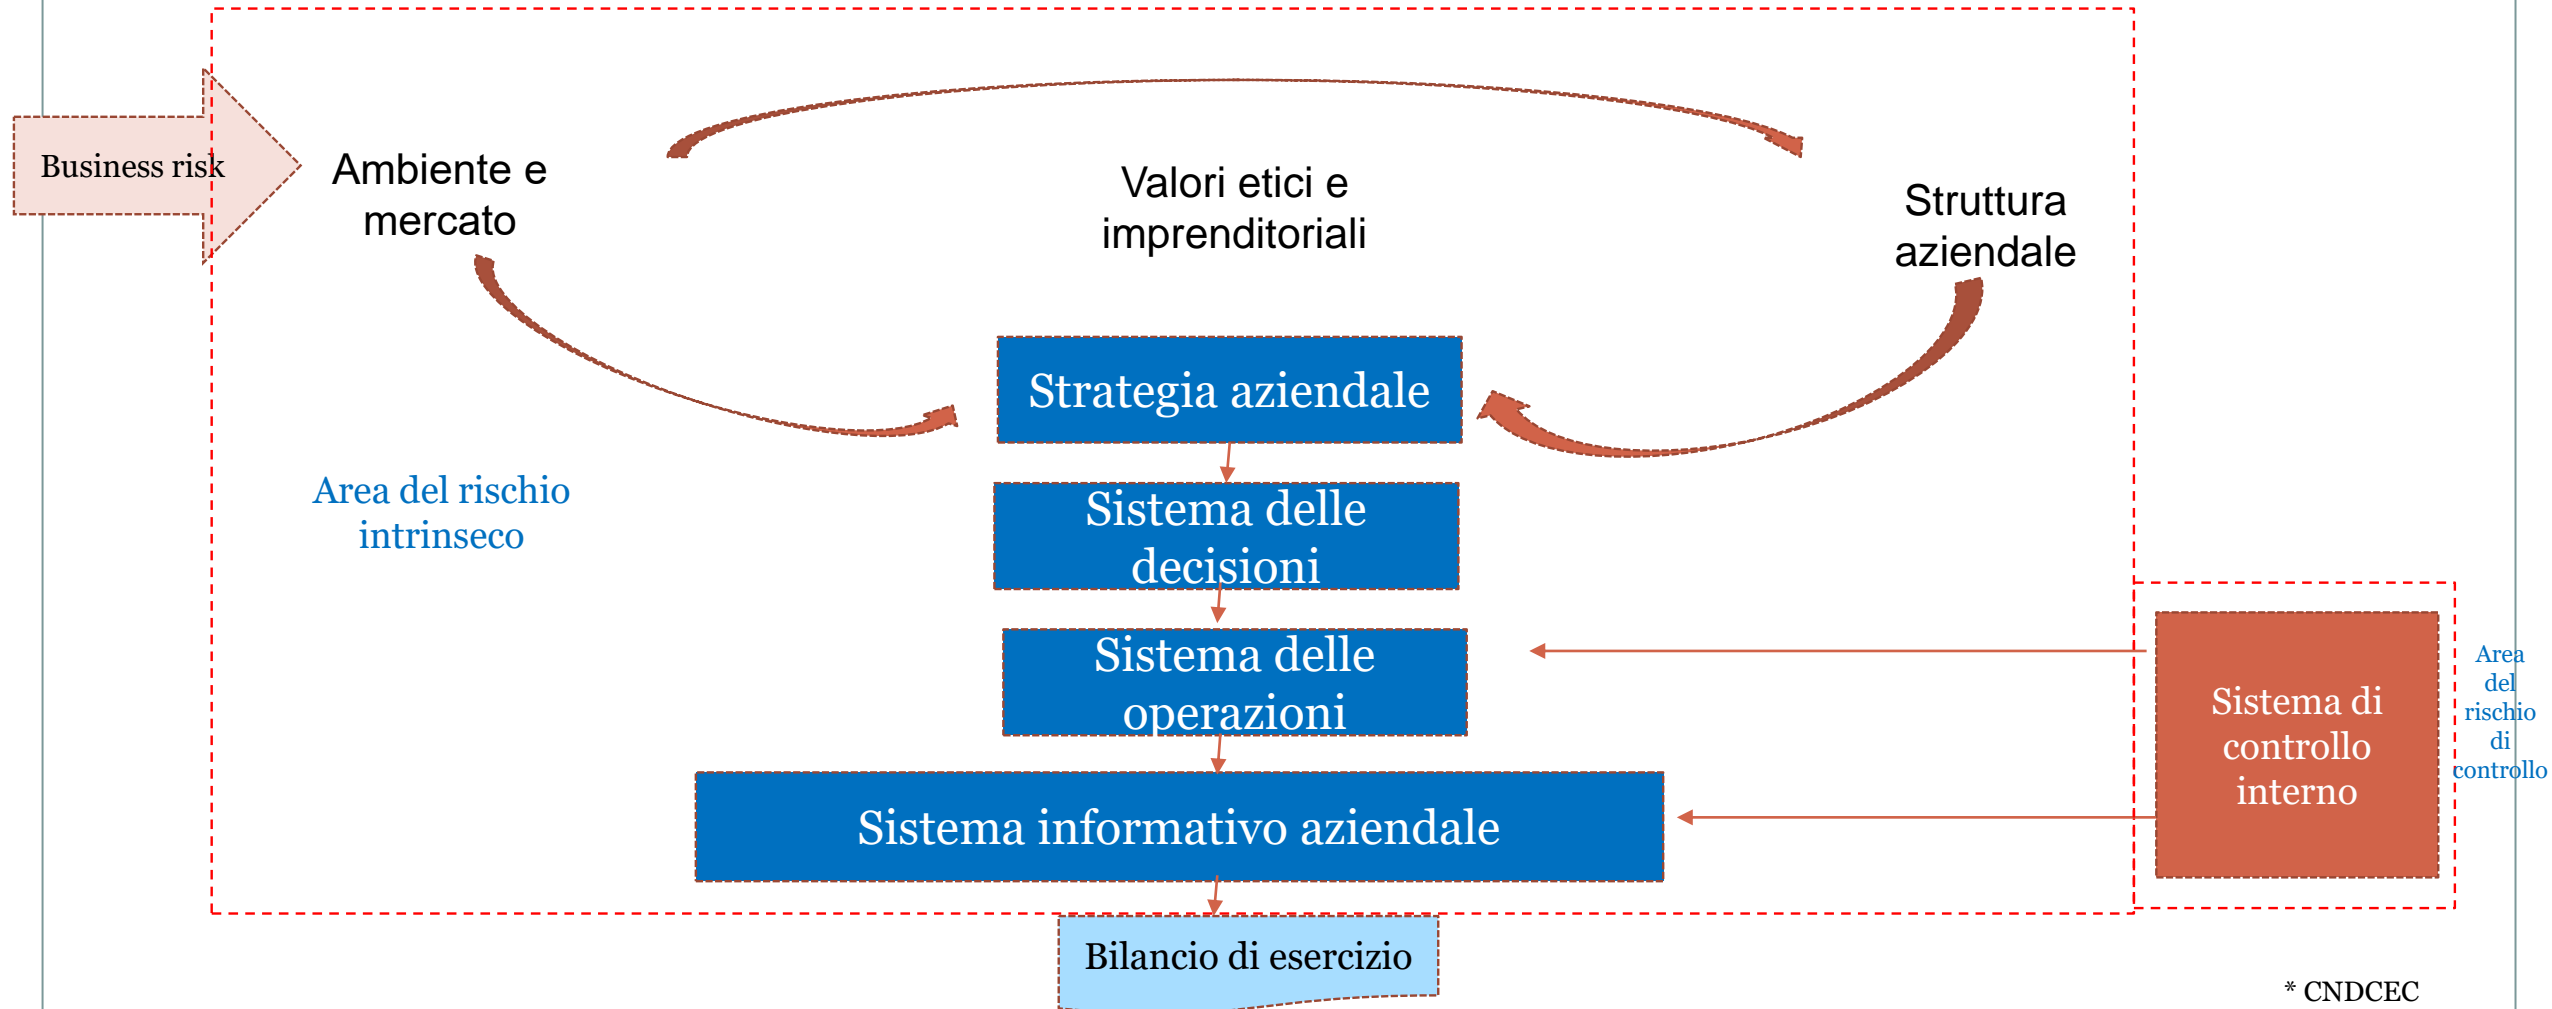 Business risk
Ambiente e
mercato
Valori etici e
imprenditoriali
Struttura
aziendale
Strategia aziendale
Area del rischio
intrinseco
Sistema delle
decisioni
Sistema delle
operazioni
Sistema informativo aziendale
Sistema di
controllo
interno
Area
del
rischio
di
controllo
Bilancio di esercizio
* CNDCEC